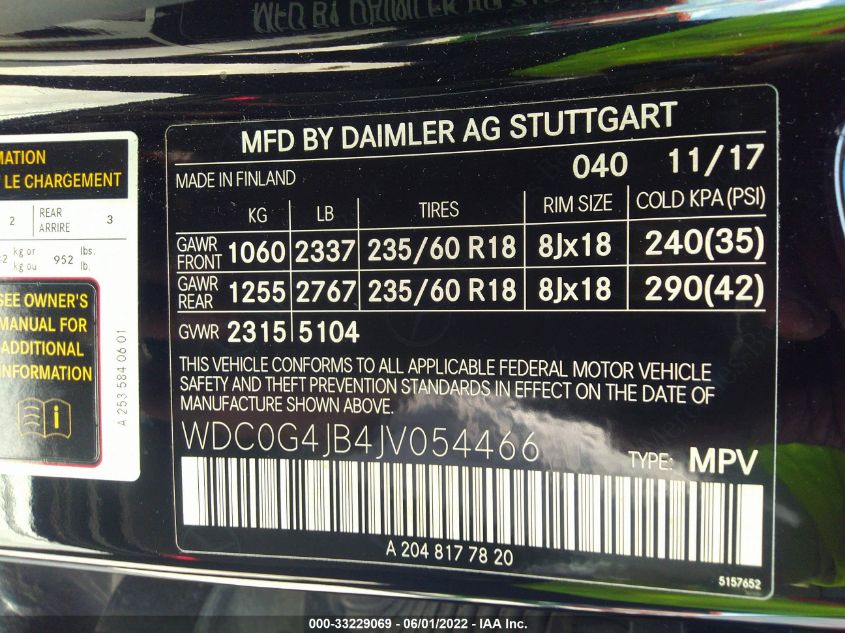 MFD BY DAIMLER AG STUTTGART
MADE IN FINLAND 040 11/17
KG LB TIRES RIM SIZE COLD KPA (PSI)
GAWR FRONT 1060 2337 235/60 R18 8Jx18 240(35)
GAWR REAR 1255 2767 235/60 R18 8Jx18 290(42)
GVWR 2315 5104
THIS VEHICLE CONFORMS TO ALL APPLICABLE FEDERAL MOTOR VEHICLE
SAFETY AND THEFT PREVENTION STANDARDS IN EFFECT ON THE DATE OF
MANUFACTURE SHOWN ABOVE.
WDC0G4JB4JV054466 TYPE: MPV
A 204 817 78 20
5157652
LE CHARGEMENT
2 REAR ARRIERE 3
kg or 952 lbs.
kg ou lb.
SEE OWNER'S
MANUAL FOR
ADDITIONAL
INFORMATION
A 253 584 06 01
000-33229069 - 06/01/2022 - IAA Inc.